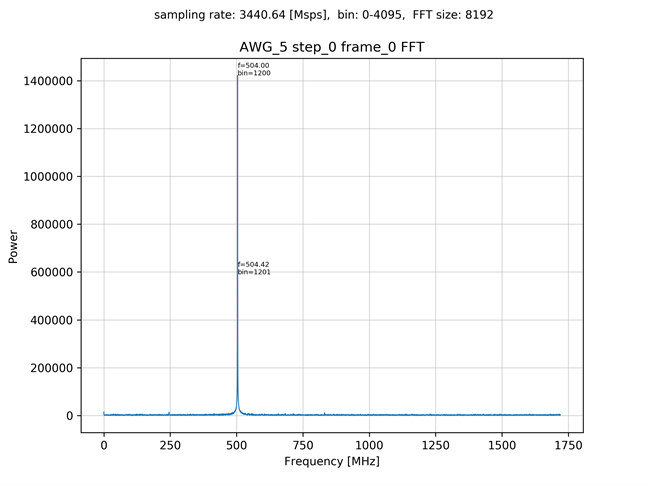 sampling rate: 3440.64 [Msps],  bin: 0-4095,  FFT size: 8192
AWG_5 step_0 frame_0 FFT
f=504.00
bin=1200
1400000
1200000
1000000
800000
f=504.42
bin=1201
600000
400000
200000
0
Power
0 250 500 750 1000 1250 1500 1750
Frequency [MHz]